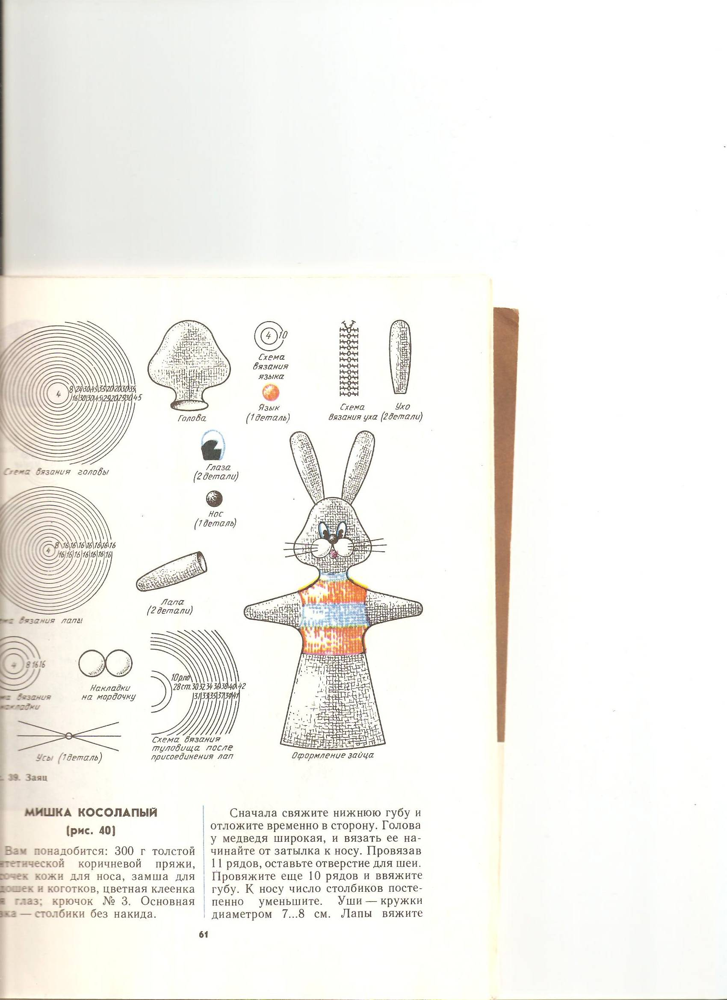 4 10
Схема
вязания
языка
8 24 30 45 35 20 20 30 35
4
16 30 30 45 25 20 25 30 45
Язык
(1 деталь)
Схема
вязания уха
Ухо
(2 детали)
Голова
Глаза
(2 детали)
Схема вязания головы
Нос
(1 деталь)
8 16 16 16 16 16 16 16
4
16 16 16 16 16 16 16
Лапа
(2 детали)
вязания лапы
4 8 16 16
10 р. по
28 ст. 30 32 34 36 38 40 42
31 33 35 37 39 41
Накладки
на мордочку
вязания
накладки
Схема вязания
туловища после
присоединения лап
Усы (1 деталь)
Оформление зайца
39. Заяц
МИШКА КОСОЛАПЫЙ
(рис. 40)
Вам понадобится: 300 г толстой
коричневой пряжи,
кожи для носа, замша для
и коготков, цветная клеенка
глаз; крючок № 3. Основная
— столбики без накида.
Сначала свяжите нижнюю губу и
отложите временно в сторону. Голова
у медведя широкая, и вязать ее на-
чинайте от затылка к носу. Провязав
11 рядов, оставьте отверстие для шеи.
Провяжите еще 10 рядов и ввяжите
губу. К носу число столбиков посте-
пенно уменьшите. Уши — кружки
диаметром 7...8 см. Лапы вяжите
61